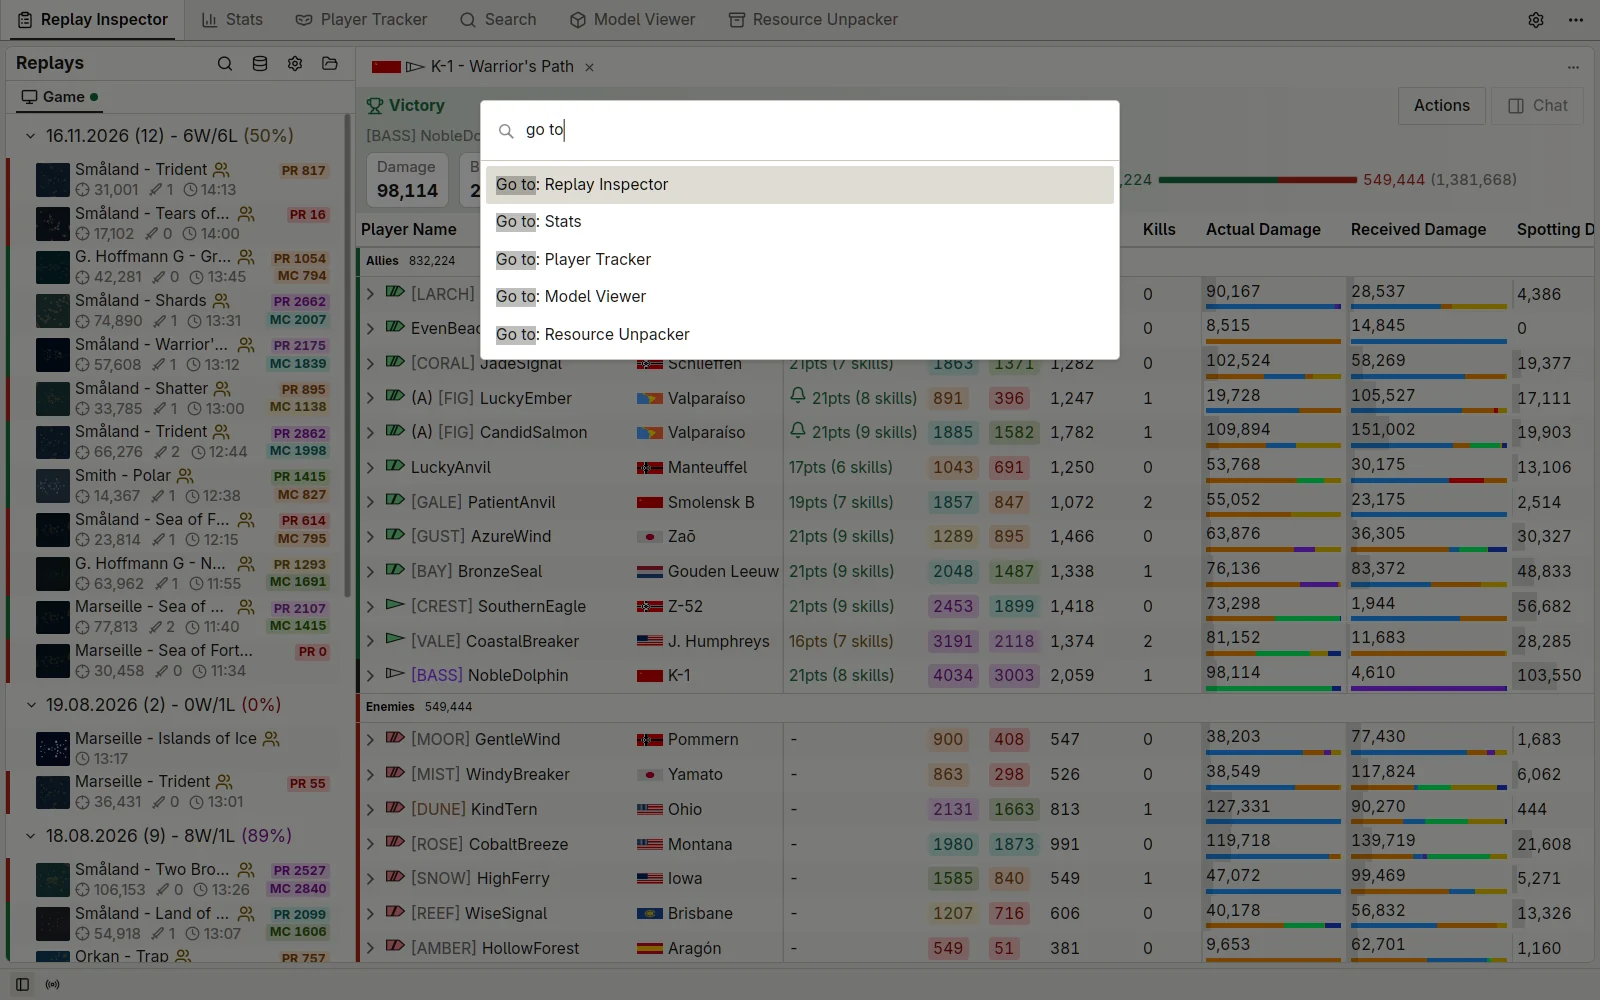 Replay Inspector Stats Player Tracker Search Model Viewer Resource Unpacker
Replays
Game
16.11.2026 (12) - 6W/6L (50%)
Småland - Trident PR 817
31,001 1 14:13
Småland - Tears of... PR 16
17,102 0 14:00
G. Hoffmann G - Gr... PR 1054
42,281 0 13:45 MC 794
Småland - Shards PR 2662
74,890 1 13:31 MC 2007
Småland - Warrior'... PR 2175
57,608 1 13:12 MC 1839
Småland - Shatter PR 895
33,785 1 13:00 MC 1138
Småland - Trident PR 2862
66,276 2 12:44 MC 1998
Smith - Polar PR 1415
14,367 1 12:38 MC 827
Småland - Sea of F... PR 614
23,814 1 12:15 MC 795
G. Hoffmann G - N... PR 1293
63,962 1 11:55 MC 1691
Marseille - Sea of ... PR 2107
77,813 2 11:40 MC 1415
Marseille - Sea of Fort... PR 0
30,458 0 11:34
19.08.2026 (2) - 0W/1L (0%)
Marseille - Islands of Ice
13:17
Marseille - Trident PR 55
36,431 0 13:01
18.08.2026 (9) - 8W/1L (89%)
Småland - Two Bro... PR 2527
106,153 0 13:26 MC 2840
Småland - Land of ... PR 2099
54,918 1 13:07 MC 1606
Orkan - Trap PR 757
K-1 - Warrior's Path ×
Victory
[BASS] NobleDo
Actions Chat
Damage
98,114
B
2
,224 549,444 (1,381,668)
go to
Go to: Replay Inspector
Go to: Stats
Go to: Player Tracker
Go to: Model Viewer
Go to: Resource Unpacker
Player Name Kills Actual Damage Received Damage Spotting D
Allies 832,224
[LARCH] 0 90,167 28,537 4,386
EvenBea 0 8,515 14,845 0
[CORAL] JadeSignal Schlieffen 21pts (7 skills) 1863 1371 1,282 0 102,524 58,269 19,377
(A) [FIG] LuckyEmber Valparaíso 21pts (8 skills) 891 396 1,247 1 19,728 105,527 17,111
(A) [FIG] CandidSalmon Valparaíso 21pts (9 skills) 1885 1582 1,782 1 109,894 151,002 19,903
LuckyAnvil Manteuffel 17pts (6 skills) 1043 691 1,250 0 53,768 30,175 13,106
[GALE] PatientAnvil Smolensk B 19pts (7 skills) 1857 847 1,072 2 55,052 23,175 2,514
[GUST] AzureWind Zaō 21pts (9 skills) 1289 895 1,466 0 63,876 36,305 30,327
[BAY] BronzeSeal Gouden Leeuw 21pts (9 skills) 2048 1487 1,338 1 76,136 83,372 48,833
[CREST] SouthernEagle Z-52 21pts (9 skills) 2453 1899 1,418 0 73,298 1,944 56,682
[VALE] CoastalBreaker J. Humphreys 16pts (7 skills) 3191 2118 1,374 2 81,152 11,683 28,285
[BASS] NobleDolphin K-1 21pts (8 skills) 4034 3003 2,059 1 98,114 4,610 103,550
Enemies 549,444
[MOOR] GentleWind Pommern - 900 408 547 0 38,203 77,430 1,683
[MIST] WindyBreaker Yamato - 863 298 526 0 38,549 117,824 6,062
[DUNE] KindTern Ohio - 2131 1663 813 1 127,331 90,270 444
[ROSE] CobaltBreeze Montana - 1980 1873 991 0 119,718 139,719 21,608
[SNOW] HighFerry Iowa - 1585 840 549 1 47,072 99,469 5,271
[REEF] WiseSignal Brisbane - 1207 716 606 0 40,178 56,832 13,326
[AMBER] HollowForest Aragón - 549 51 381 0 9,653 62,701 1,160